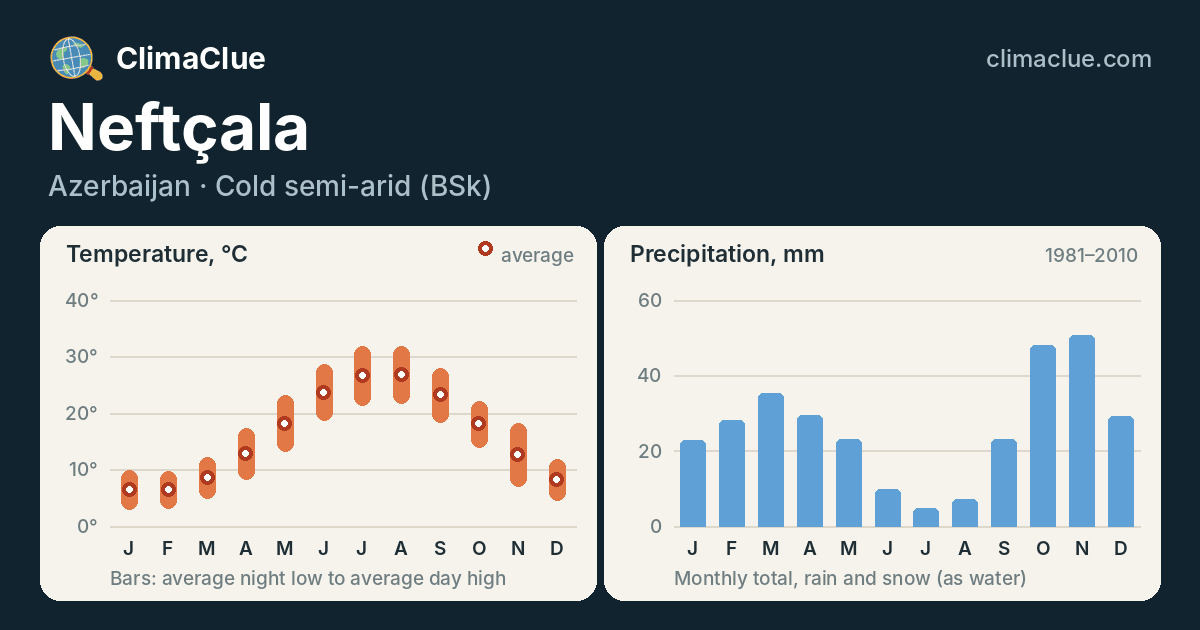 ClimaClue
climaclue.com
Neftçala
Azerbaijan · Cold semi-arid (BSk)
Temperature, °C
average
40°
30°
20°
10°
0°
J F M A M J J A S O N D
Bars: average night low to average day high
Precipitation, mm
1981–2010
60
40
20
0
J F M A M J J A S O N D
Monthly total, rain and snow (as water)